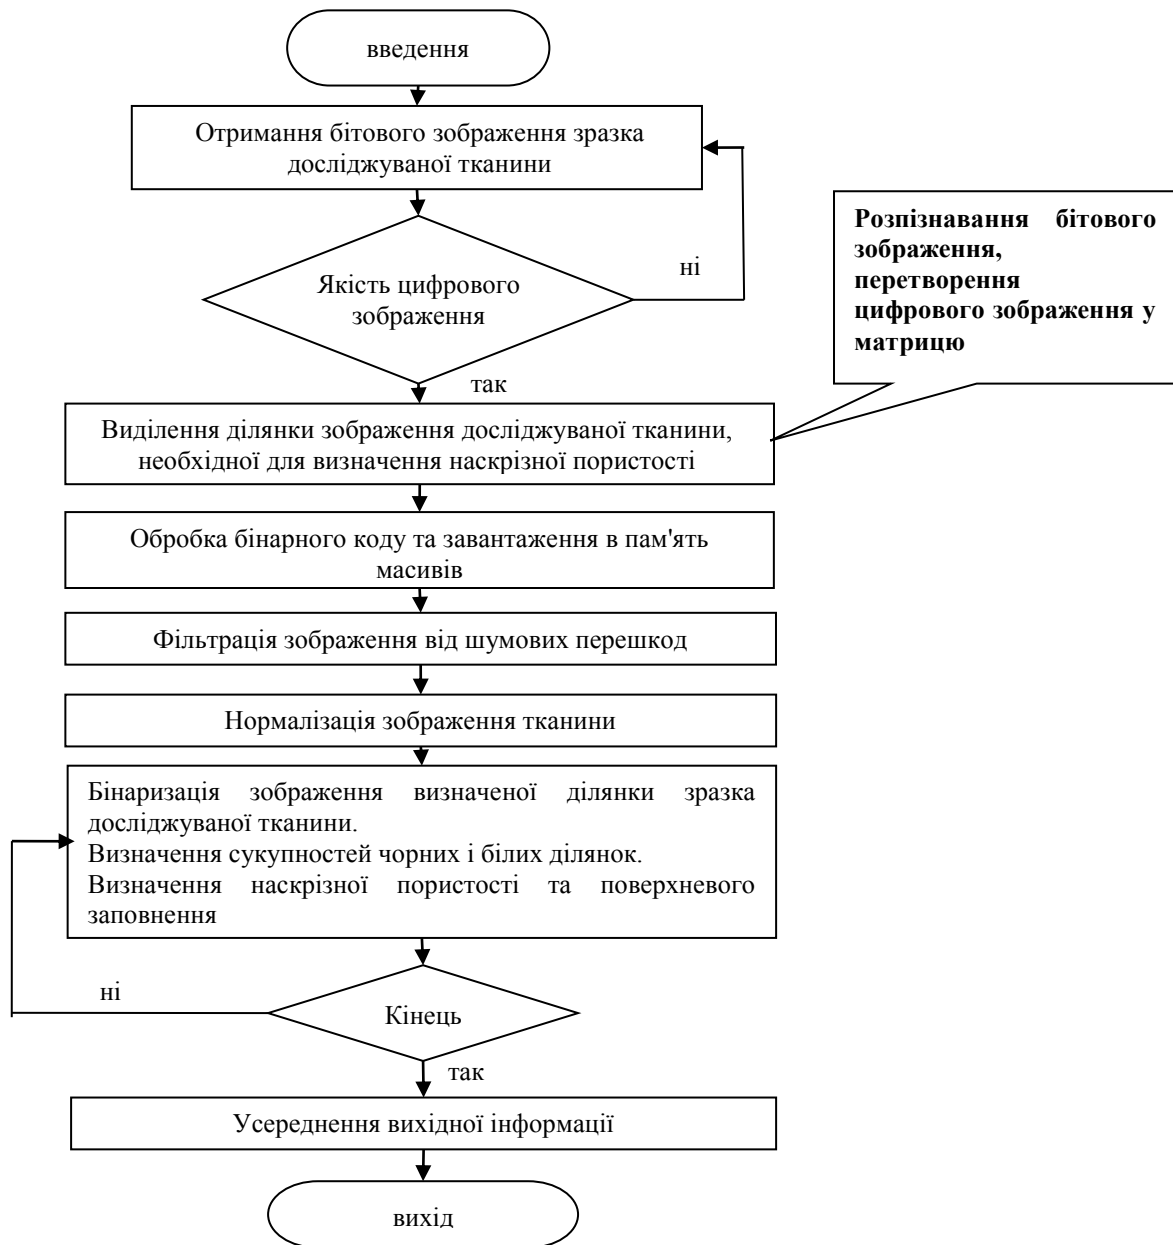 введення
Отримання бітового зображення зразка
досліджуваної тканини
Якість цифрового
зображення
ні
Розпізнавання бітового
зображення,
перетворення
цифрового зображення у
матрицю
так
Виділення ділянки зображення досліджуваної тканини,
необхідної для визначення наскрізної пористості
Обробка бінарного коду та завантаження в пам'ять
масивів
Фільтрація зображення від шумових перешкод
Нормалізація зображення тканини
Бінаризація зображення визначеної ділянки зразка
досліджуваної тканини.
Визначення сукупностей чорних і білих ділянок.
Визначення наскрізної пористості та поверхневого
заповнення
ні
Кінець
так
Усереднення вихідної інформації
вихід